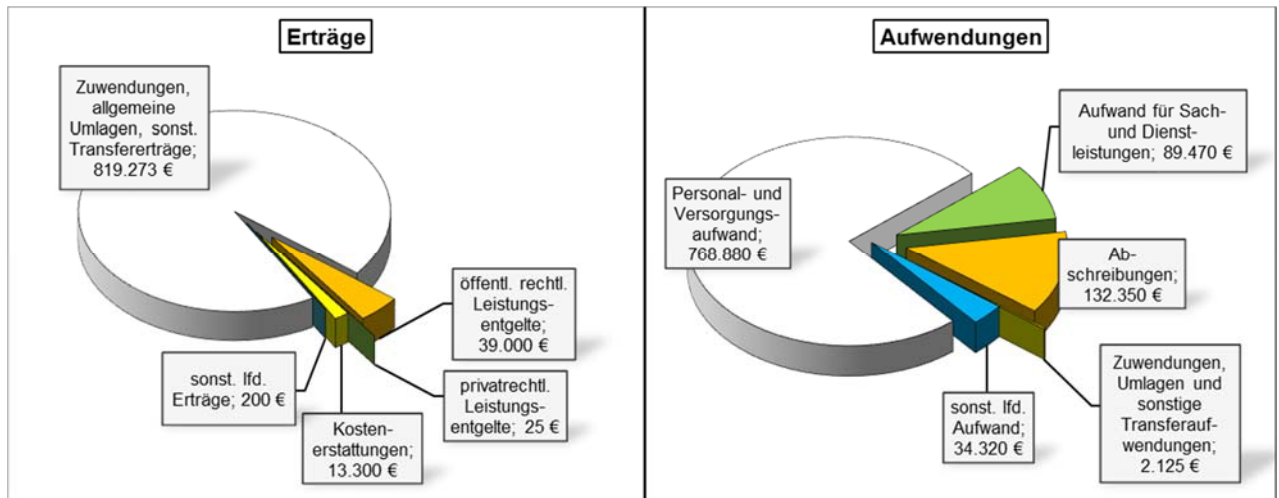 Erträge
Zuwendungen,
allgemeine
Umlagen, sonst.
Transfererträge;
819.273 €
öffentl. rechtl.
Leistungs-
entgelte;
39.000 €
privatrechtl.
Leistungs-
entgelte; 25 €
Kosten-
erstattungen;
13.300 €
sonst. lfd.
Erträge; 200 €
Aufwendungen
Personal- und
Versorgungs-
aufwand;
768.880 €
Aufwand für Sach-
und Dienst-
leistungen; 89.470 €
Ab-
schreibungen;
132.350 €
Zuwendungen,
Umlagen und
sonstige
Transferauf-
wendungen;
2.125 €
sonst. lfd.
Aufwand;
34.320 €